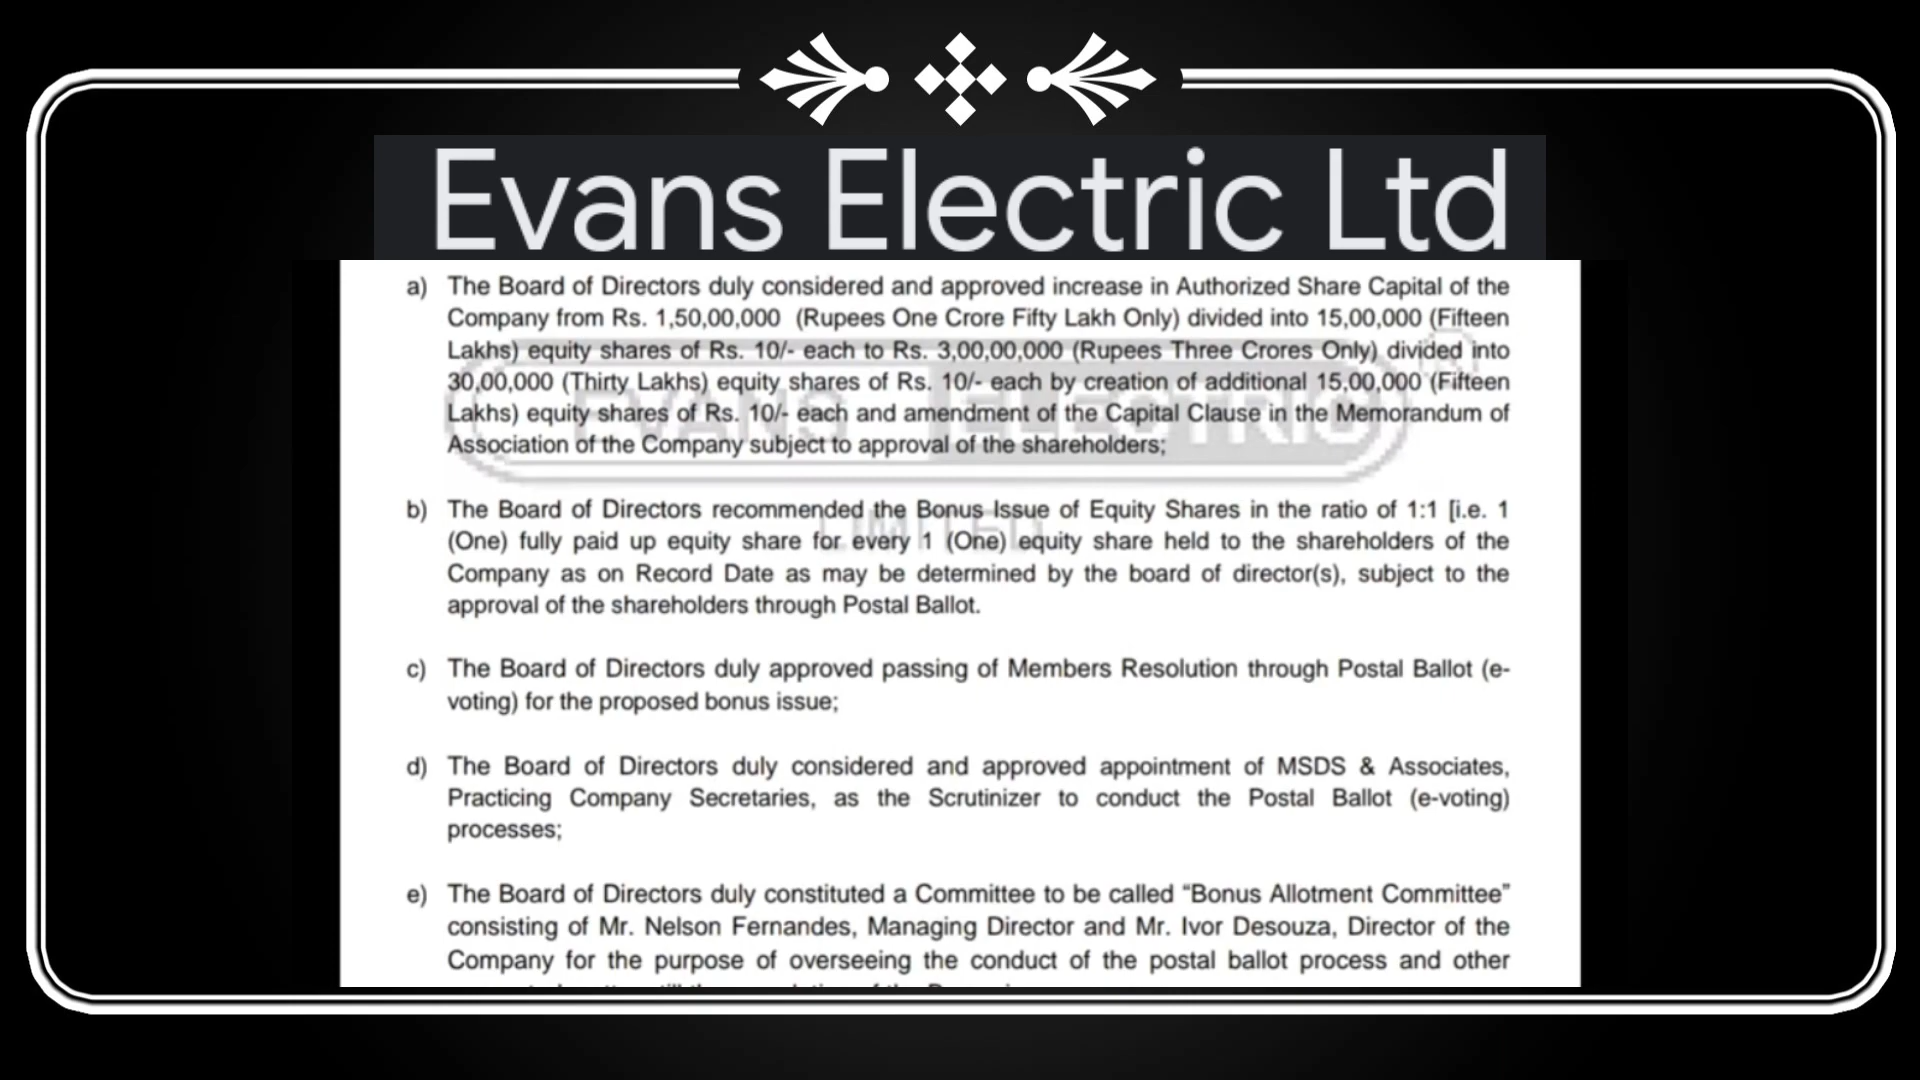 Evans Electric Ltd
a) The Board of Directors duly considered and approved increase in Authorized Share Capital of the
Company from Rs. 1,50,00,000 (Rupees One Crore Fifty Lakh Only) divided into 15,00,000 (Fifteen
Lakhs) equity shares of Rs. 10/- each to Rs. 3,00,00,000 (Rupees Three Crores Only) divided into
30,00,000 (Thirty Lakhs) equity shares of Rs. 10/- each by creation of additional 15,00,000 (Fifteen
Lakhs) equity shares of Rs. 10/- each and amendment of the Capital Clause in the Memorandum of
Association of the Company subject to approval of the shareholders;
EVANS ELECTRIC
LIMITED
b) The Board of Directors recommended the Bonus Issue of Equity Shares in the ratio of 1:1 [i.e. 1
(One) fully paid up equity share for every 1 (One) equity share held to the shareholders of the
Company as on Record Date as may be determined by the board of director(s), subject to the
approval of the shareholders through Postal Ballot.
c) The Board of Directors duly approved passing of Members Resolution through Postal Ballot (e-
voting) for the proposed bonus issue;
d) The Board of Directors duly considered and approved appointment of MSDS & Associates,
Practicing Company Secretaries, as the Scrutinizer to conduct the Postal Ballot (e-voting)
processes;
e) The Board of Directors duly constituted a Committee to be called “Bonus Allotment Committee”
consisting of Mr. Nelson Fernandes, Managing Director and Mr. Ivor Desouza, Director of the
Company for the purpose of overseeing the conduct of the postal ballot process and other